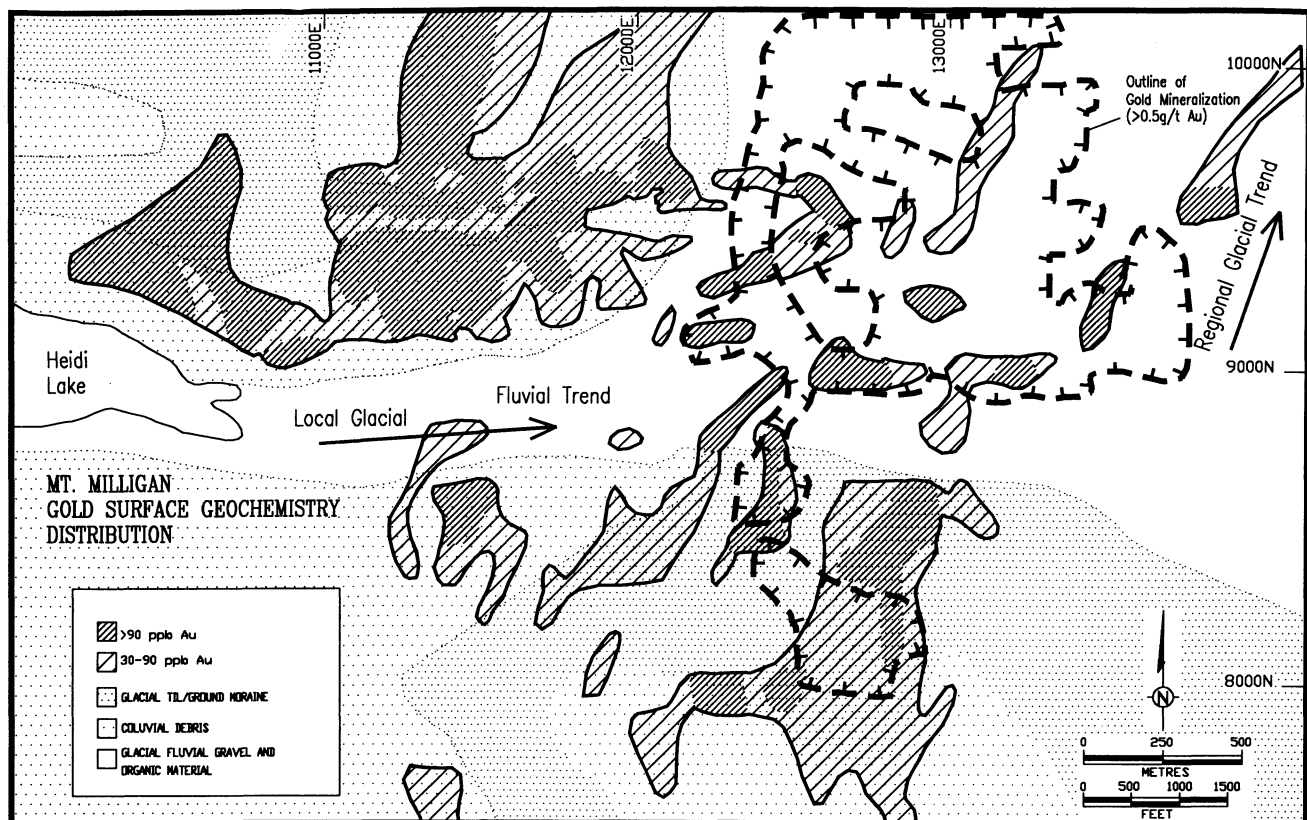 11000E
12000E
13000E
10000N
Outline of
Gold Mineralization
(>0.5g/t Au)
Regional Glacial Trend
9000N
Heidi
Lake
Local Glacial
Fluvial Trend
MT. MILLIGAN
GOLD SURFACE GEOCHEMISTRY
DISTRIBUTION
>90 ppb Au
30-90 ppb Au
GLACIAL TIL/GROUND MORAINE
COLUVIAL DEBRIS
GLACIAL FLUVIAL GRAVEL AND
ORGANIC MATERIAL
8000N
N
0 250 500
METRES
0 500 1000 1500
FEET